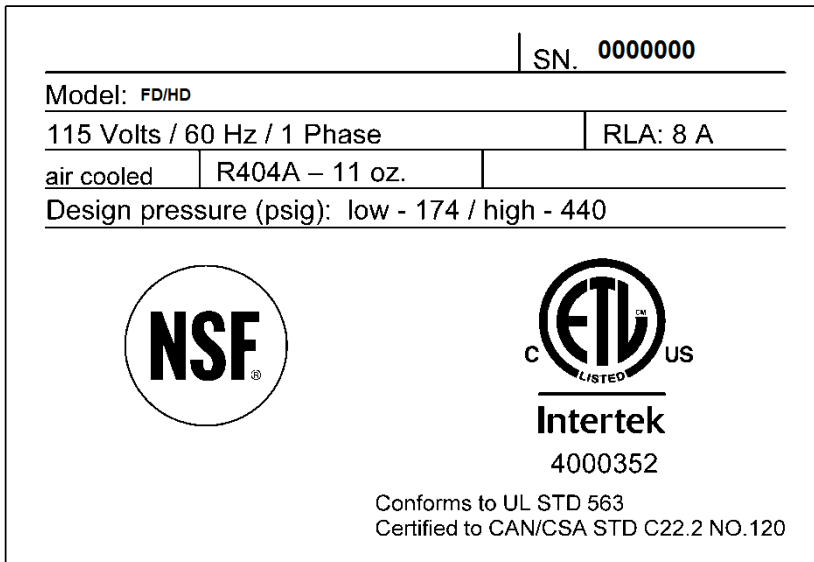 SN. 0000000
Model: FD/HD
115 Volts / 60 Hz / 1 Phase RLA: 8 A
air cooled R404A – 11 oz.
Design pressure (psig): low - 174 / high - 440
NSF®
ETL CM
C US
LISTED
Intertek
4000352
Conforms to UL STD 563
Certified to CAN/CSA STD C22.2 NO.120